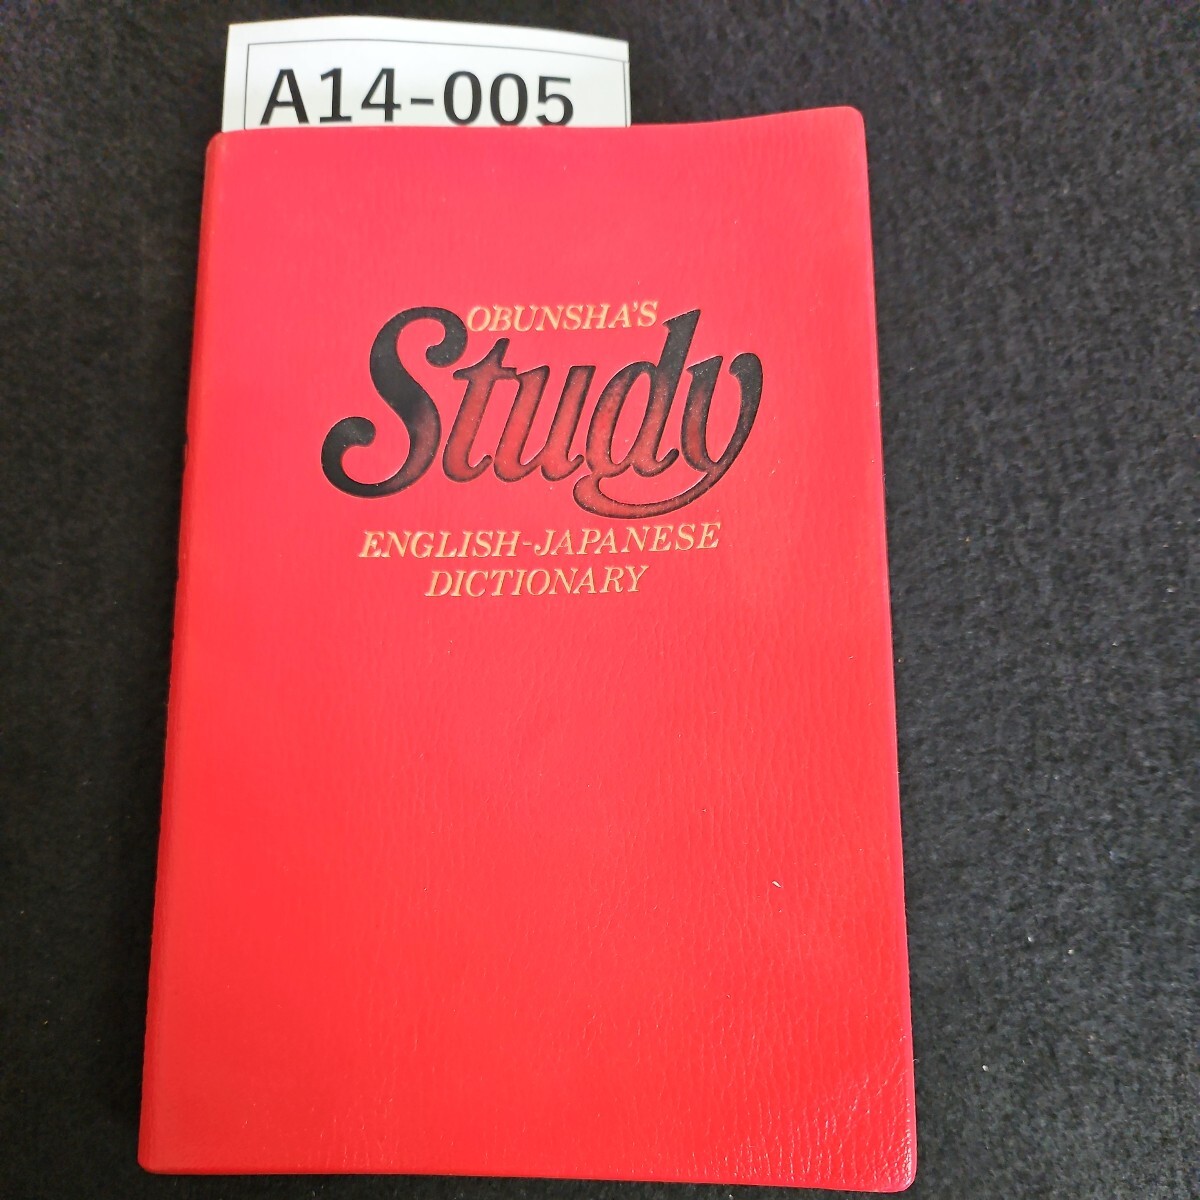 A14-005
OBUNSHA'S
Study
ENGLISH-JAPANESE
DICTIONARY